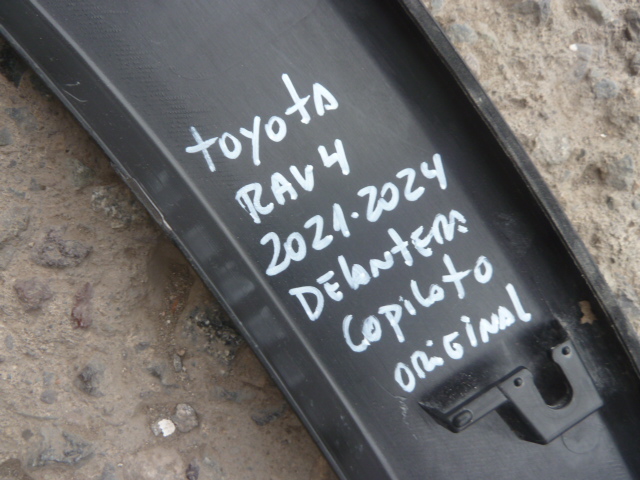 toyota
RAV4
2021-2024
DElanterA
COPiloto
ORiGiNAL